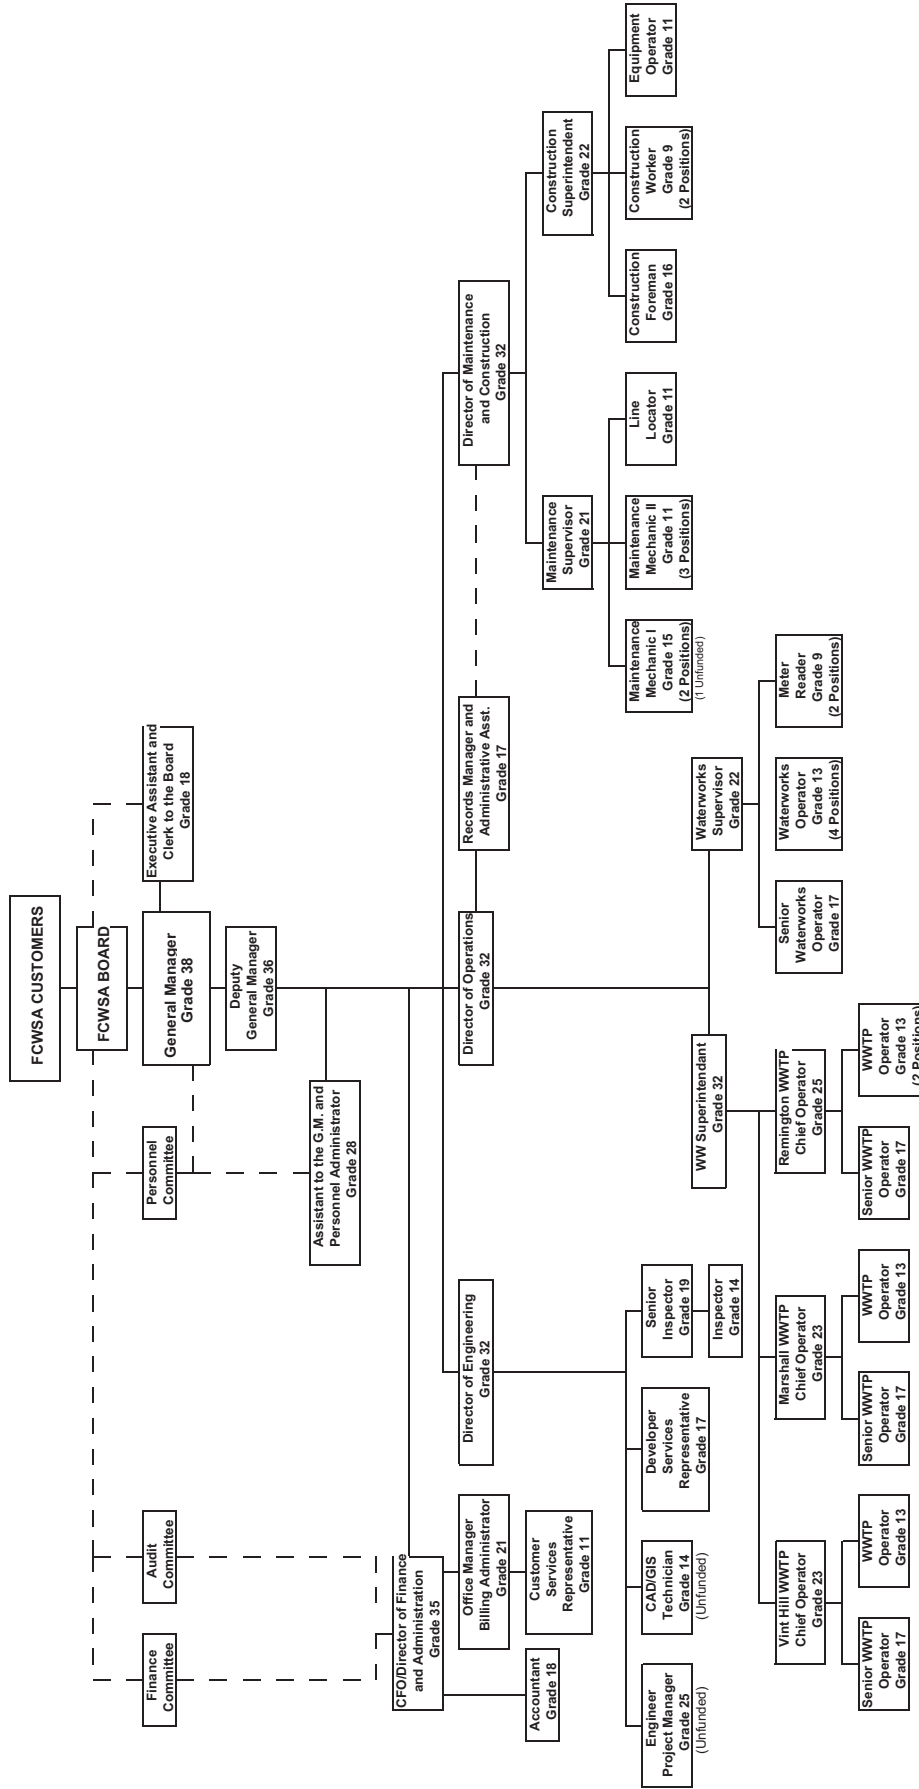 FCWSA CUSTOMERS
FCWSA BOARD
Finance
Committee
Audit
Committee
Personnel
Committee
General Manager
Grade 38
Executive Assistant and
Clerk to the Board
Grade 18
Deputy
General Manager
Grade 36
Assistant to the G.M. and
Personnel Administrator
Grade 28
CFO/Director of Finance
and Administration
Grade 35
Office Manager
Billing Administrator
Grade 21
Accountant
Grade 18
Customer
Services
Representative
Grade 11
Director of Engineering
Grade 32
Director of Operations
Grade 32
Records Manager and
Administrative Asst.
Grade 17
Director of Maintenance
and Construction
Grade 32
Maintenance
Supervisor
Grade 21
Construction
Superintendent
Grade 22
Engineer
Project Manager
Grade 25
(Unfunded)
CAD/GIS
Technician
Grade 14
(Unfunded)
Developer
Services
Representative
Grade 17
Senior
Inspector
Grade 19
Inspector
Grade 14
Maintenance
Mechanic I
Grade 15
(2 Positions)
(1 Unfunded)
Maintenance
Mechanic II
Grade 11
(3 Positions)
Line
Locator
Grade 11
Construction
Foreman
Grade 16
Construction
Worker
Grade 9
(2 Positions)
Equipment
Operator
Grade 11
WW Superintendant
Grade 32
Waterworks
Supervisor
Grade 22
Vint Hill WWTP
Chief Operator
Grade 23
Marshall WWTP
Chief Operator
Grade 23
Remington WWTP
Chief Operator
Grade 25
Senior
Waterworks
Operator
Grade 17
Waterworks
Operator
Grade 13
(4 Positions)
Meter
Reader
Grade 9
(2 Positions)
Senior WWTP
Operator
Grade 17
WWTP
Operator
Grade 13
Senior WWTP
Operator
Grade 17
WWTP
Operator
Grade 13
Senior WWTP
Operator
Grade 17
WWTP
Operator
Grade 13
(2 Positions)